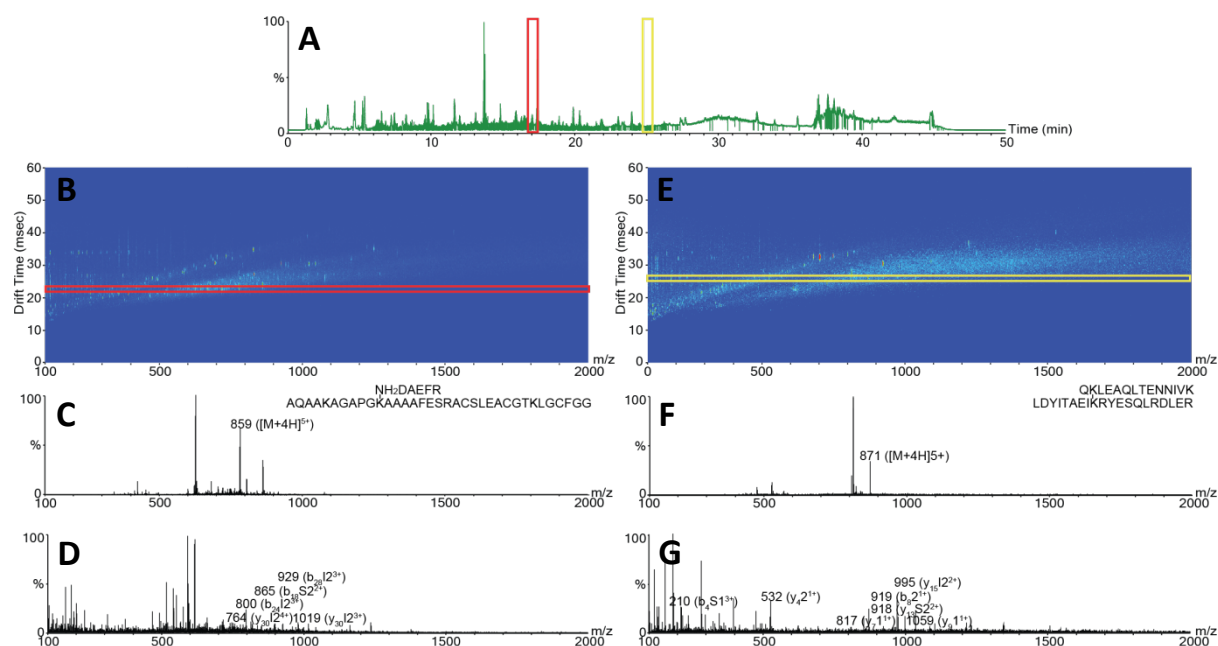 A
100
%
0
0
10
20
30
40
50
Time (min)
B
Drift Time (msec)
60
50
40
30
20
10
0
100
500
1000
1500
2000
m/z
E
Drift Time (msec)
60
50
40
30
20
10
0
0
500
1000
1500
2000
m/z
NH₂DAEFR
AQAAKAGAPGKAAAAFESRACSLEACGTKLGCFGG
C
100
%
0
859 ([M+4H]⁵⁺)
100
500
1000
1500
2000
m/z
QKLEAQLTENNIVK
LDYITAEIKRYESQLRDLER
F
100
%
0
871 ([M+4H]5+)
100
500
1000
1500
2000
m/z
D
100
%
0
929 (b₂₈I2³⁺)
865 (b₁₈S2²⁺)
800 (b₂₄I2³⁺)
764 (y₃₀I2⁴⁺)
1019 (y₃₀I2³⁺)
100
500
1000
1500
2000
m/z
G
100
%
0
995 (y₁₅I2²⁺)
210 (b₄S1³⁺)
532 (y₄2¹⁺)
919 (b₈2¹⁺)
918 (y₁₃S2²⁺)
817 (y₇1¹⁺)
1059 (y₉1¹⁺)
100
500
1000
1500
2000
m/z